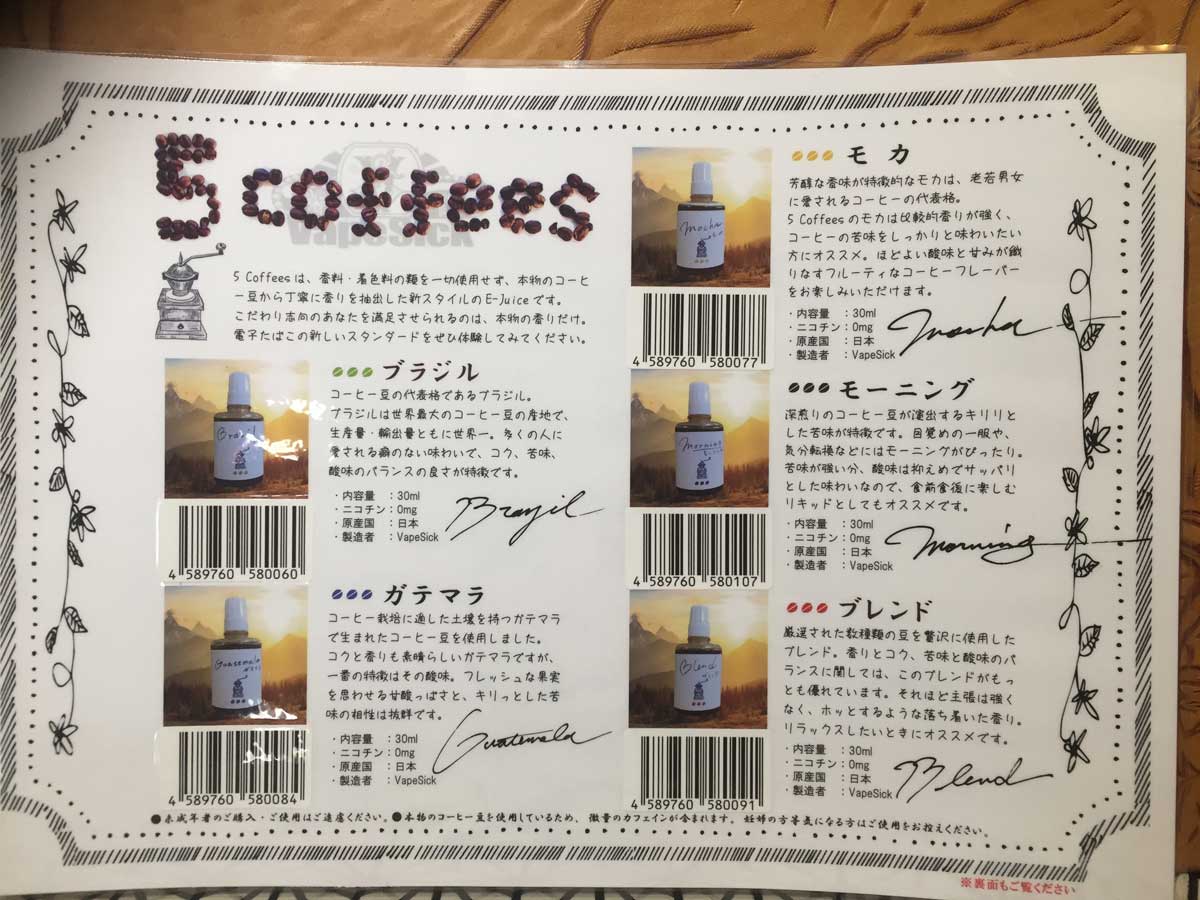 5 coffees
VapeSick
5 Coffees は、香料・着色料の類を一切使用せず、本物のコーヒ
ー豆から丁寧に香りを抽出した新スタイルの E-Juice です。
こだわり志向のあなたを満足させられるのは、本物の香りだけ。
電子たばこの新しいスタンダードをぜひ体験してみてください。
ブラジル
コーヒー豆の代表格であるブラジル。
ブラジルは世界最大のコーヒー豆の産地で、
生産量・輸出量ともに世界一。多くの人に
愛される癖のない味わいで、コク、苦味、
酸味のバランスの良さが特徴です。
・内容量 : 30ml
・ニコチン : 0mg
・原産国 : 日本
・製造者 : VapeSick
Brazil
Brazil
4 589760 580060
ガテマラ
コーヒー栽培に適した土壌を持つガテマラ
で生まれたコーヒー豆を使用しました。
コクと香りも素晴らしいガテマラですが、
一番の特徴はその酸味。フレッシュな果実
を思わせる甘酸っぱさと、キリっとした苦
味の相性は抜群です。
・内容量 : 30ml
・ニコチン : 0mg
・原産国 : 日本
・製造者 : VapeSick
Guatemala
Guatemala
4 589760 580084
モカ
芳醇な香味が特徴的なモカは、老若男女
に愛されるコーヒーの代表格。
5 Coffees のモカは比較的香りが強く、
コーヒーの苦味をしっかりと味わいたい
方にオススメ。ほどよい酸味と甘みが織
りなすフルーティなコーヒーフレーバー
をお楽しみいただけます。
・内容量 : 30ml
・ニコチン : 0mg
・原産国 : 日本
・製造者 : VapeSick
Mocha
Mocha
4 589760 580077
モーニング
深煎りのコーヒー豆が演出するキリリと
した苦味が特徴です。目覚めの一服や、
気分転換などにはモーニングがぴったり。
苦味が強い分、酸味は抑えめでサッパリ
とした味わいなので、食前食後に楽しむ
リキッドとしてもオススメです。
・内容量 : 30ml
・ニコチン : 0mg
・原産国 : 日本
・製造者 : VapeSick
Morning
Morning
4 589760 580107
ブレンド
厳選された数種類の豆を贅沢に使用した
ブレンド。香りとコク、苦味と酸味のバ
ランスに関しては、このブレンドがもっ
とも優れています。それほど主張は強く
なく、ホッとするような落ち着いた香り。
リラックスしたいときにオススメです。
・内容量 : 30ml
・ニコチン : 0mg
・原産国 : 日本
・製造者 : VapeSick
Blend
Blend
4 589760 580091
●未成年者のご購入・ご使用はご遠慮ください。●本物のコーヒー豆を使用しているため、微量のカフェインが含まれます。妊婦の方等気になる方はご使用をお控えください。
※裏面もご覧ください